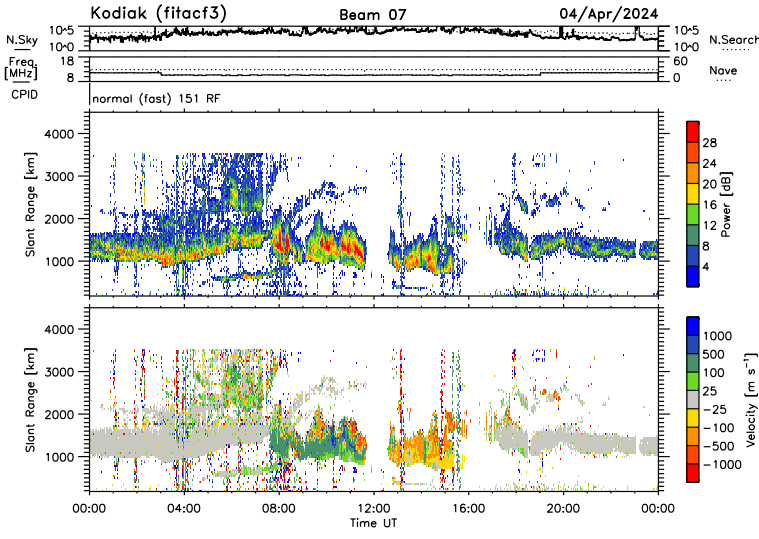 Kodiak (fitacf3) Beam 07 04/Apr/2024
N.Sky 10^5 10^0 10^5 10^0 N.Search
Freq. [MHz] 18 8 60 0 Nave
CPID normal (fast) 151 RF
Slant Range [km] 4000 3000 2000 1000
28 24 20 16 12 8 4 Power [dB]
Slant Range [km] 4000 3000 2000 1000
1000 500 100 25 -25 -100 -500 -1000 Velocity [m s^-1]
00:00 04:00 08:00 12:00 16:00 20:00 00:00
Time UT